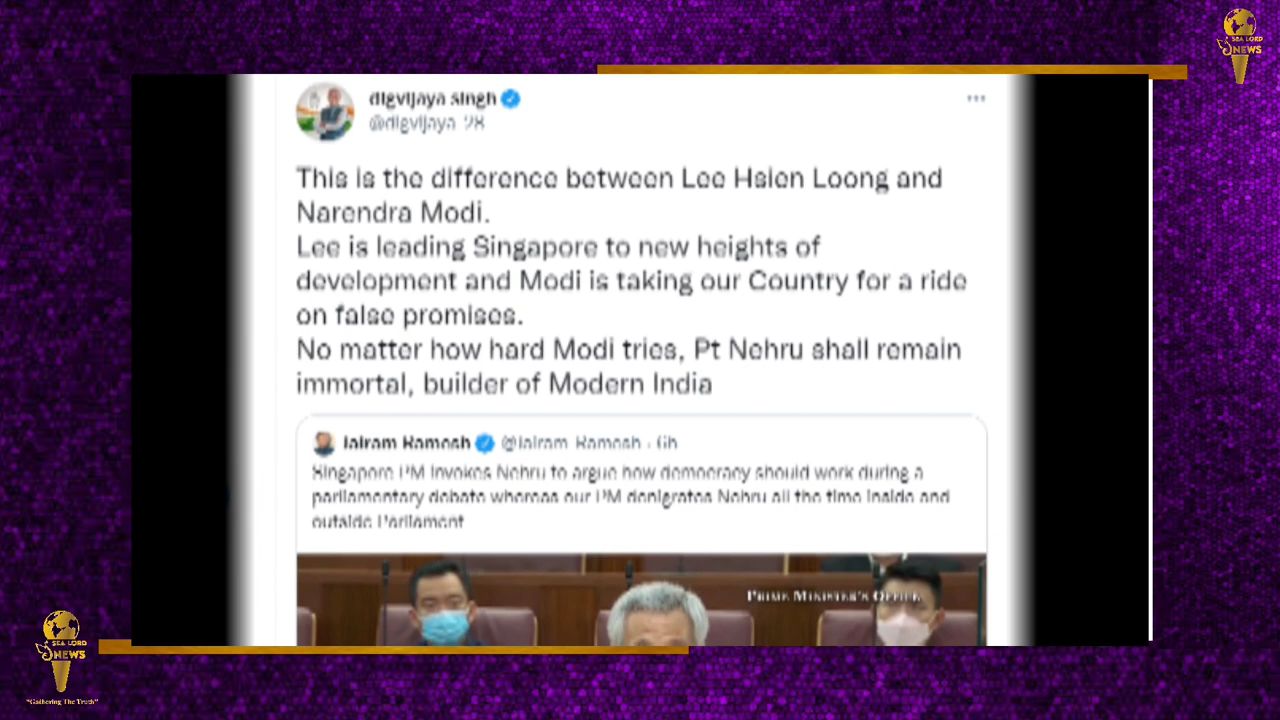 SEA LORD
NEWS
digvijaya singh
@digvijaya_28
This is the difference between Lee Hsien Loong and
Narendra Modi.
Lee is leading Singapore to new heights of
development and Modi is taking our Country for a ride
on false promises.
No matter how hard Modi tries, Pt Nehru shall remain
immortal, builder of Modern India
Jairam Ramesh @Jairam_Ramesh · 6h
Singapore PM invokes Nehru to argue how democracy should work during a
parliamentary debate whereas our PM denigrates Nehru all the time inside and
outside Parliament
PRIME MINISTER'S OFFICE
SEA LORD
NEWS
"Gathering The Truth"